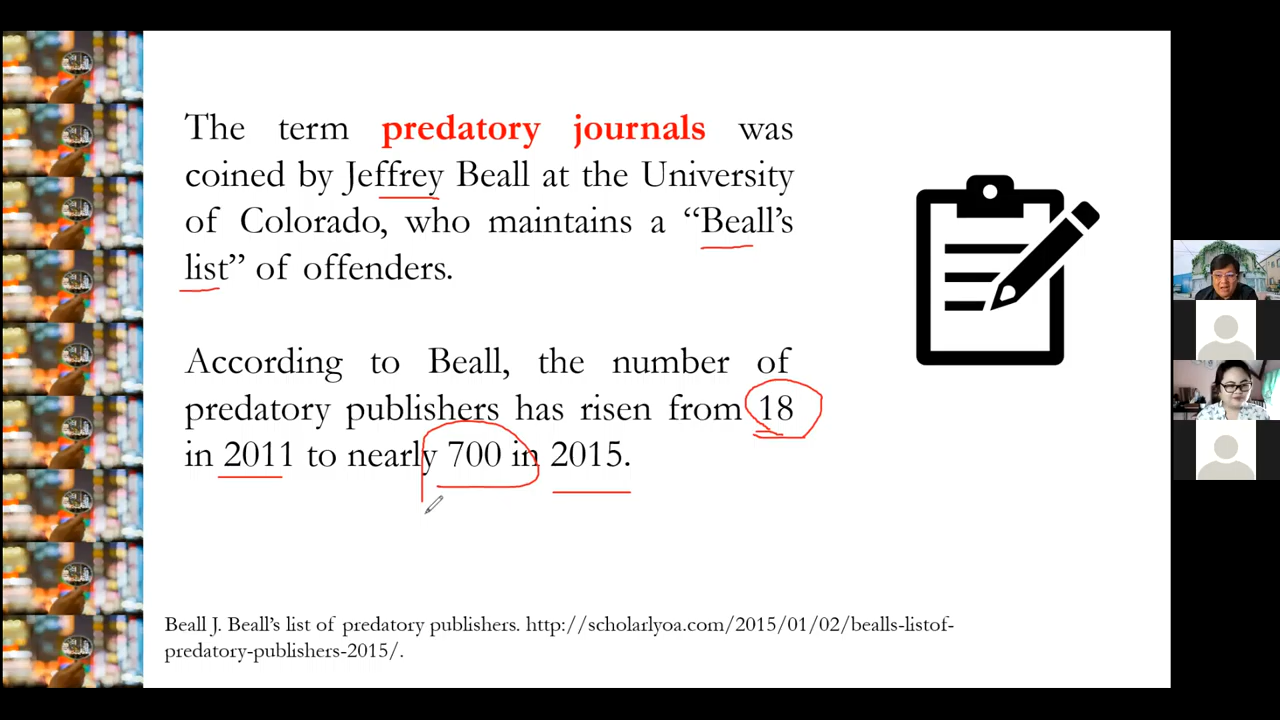 The term predatory journals was
coined by Jeffrey Beall at the University
of Colorado, who maintains a “Beall’s
list” of offenders.
According to Beall, the number of
predatory publishers has risen from 18
in 2011 to nearly 700 in 2015.
Beall J. Beall’s list of predatory publishers. http://scholarlyoa.com/2015/01/02/bealls-listof-
predatory-publishers-2015/.